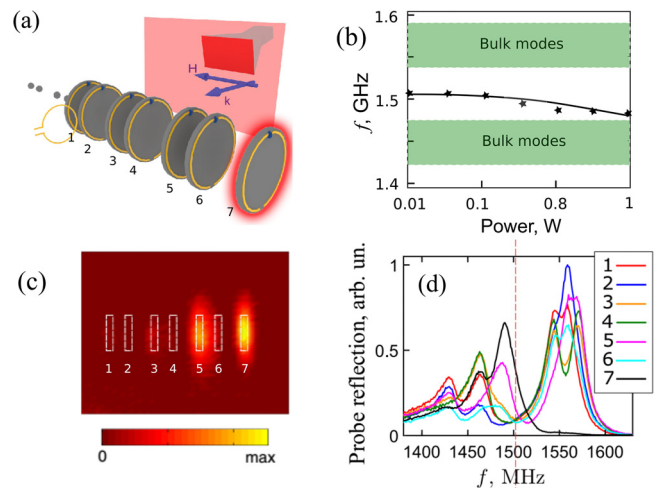 (a)
H
k
1
2
3
4
5
6
7
(b)
f, GHz
1.6
1.5
1.4
Bulk modes
Bulk modes
0.01
0.1
0.8
1
Power, W
(c)
1 2 3 4 5 6 7
0
max
(d)
Probe reflection, arb. un.
1
0.5
0
1400 1450 1500 1550 1600
f, MHz
1
2
3
4
5
6
7